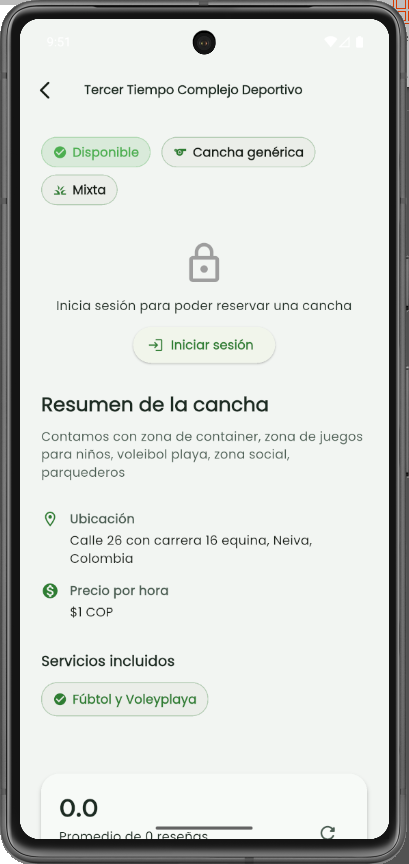 9:51
Tercer Tiempo Complejo Deportivo
Disponible
Cancha genérica
Mixta
Inicia sesión para poder reservar una cancha
Iniciar sesión
Resumen de la cancha
Contamos con zona de container, zona de juegos
para niños, voleibol playa, zona social,
parquederos
Ubicación
Calle 26 con carrera 16 equina, Neiva,
Colombia
Precio por hora
$1 COP
Servicios incluidos
Fúbtol y Voleyplaya
0.0
Promedio de 0 reseñas